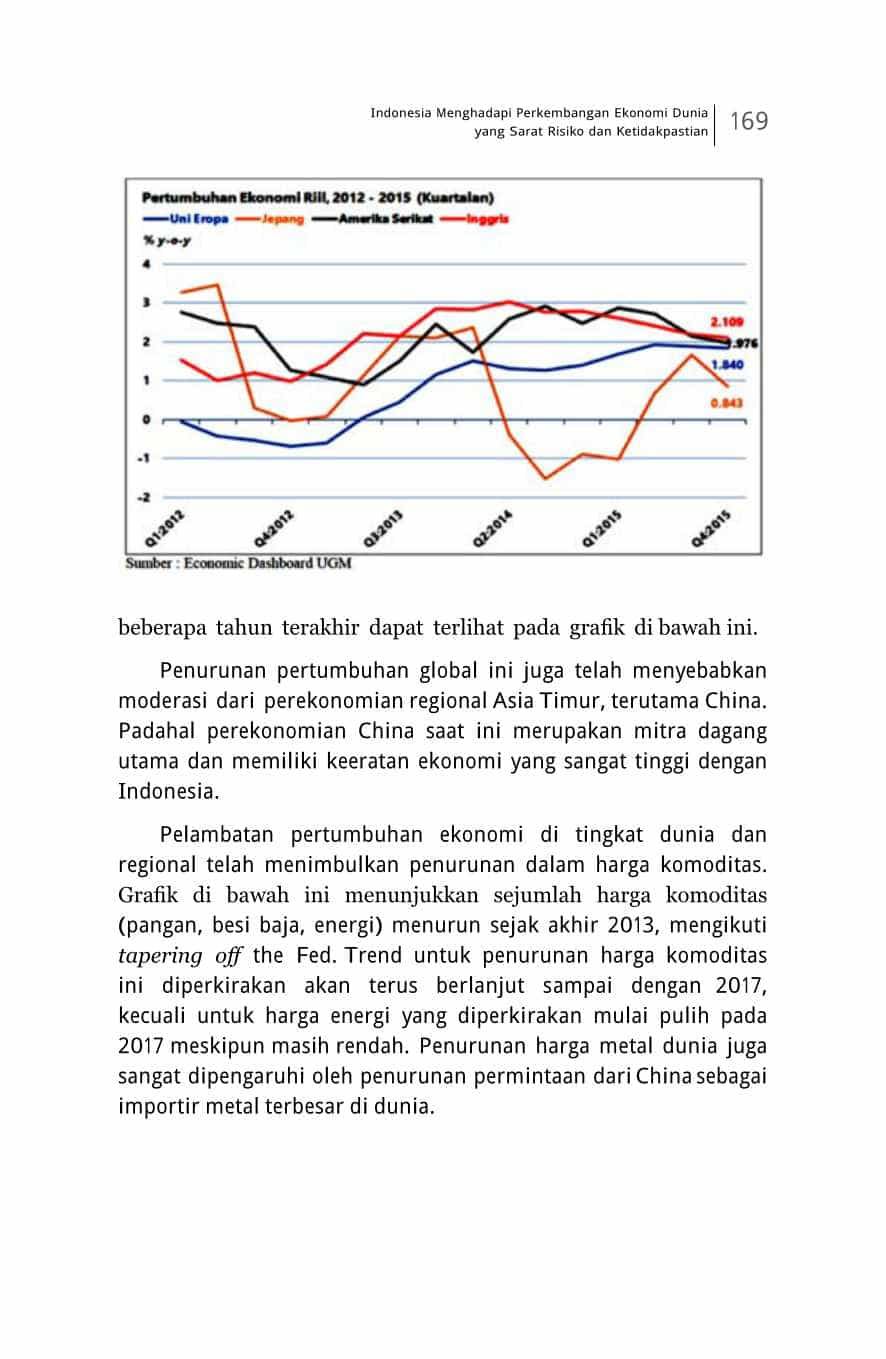 Indonesia Menghadapi Perkembangan Ekonomi Dunia
yang Sarat Risiko dan Ketidakpastian
169
Pertumbuhan Ekonomi Riil, 2012 - 2015 (Kuartalan)
Uni Eropa Jepang Amerika Serikat Inggris
% y-o-y
4
3
2.109
2
.976
1.840
1
0.843
0
-1
-2
Q1:2012 Q4:2012 Q3:2013 Q2:2014 Q1:2015 Q4:2015
Sumber : Economic Dashboard UGM
beberapa tahun terakhir dapat terlihat pada grafik di bawah ini.
Penurunan pertumbuhan global ini juga telah menyebabkan
moderasi dari perekonomian regional Asia Timur, terutama China.
Padahal perekonomian China saat ini merupakan mitra dagang
utama dan memiliki keeratan ekonomi yang sangat tinggi dengan
Indonesia.
Pelambatan pertumbuhan ekonomi di tingkat dunia dan
regional telah menimbulkan penurunan dalam harga komoditas.
Grafik di bawah ini menunjukkan sejumlah harga komoditas
(pangan, besi baja, energi) menurun sejak akhir 2013, mengikuti
tapering off the Fed. Trend untuk penurunan harga komoditas
ini diperkirakan akan terus berlanjut sampai dengan 2017,
kecuali untuk harga energi yang diperkirakan mulai pulih pada
2017 meskipun masih rendah. Penurunan harga metal dunia juga
sangat dipengaruhi oleh penurunan permintaan dari China sebagai
importir metal terbesar di dunia.